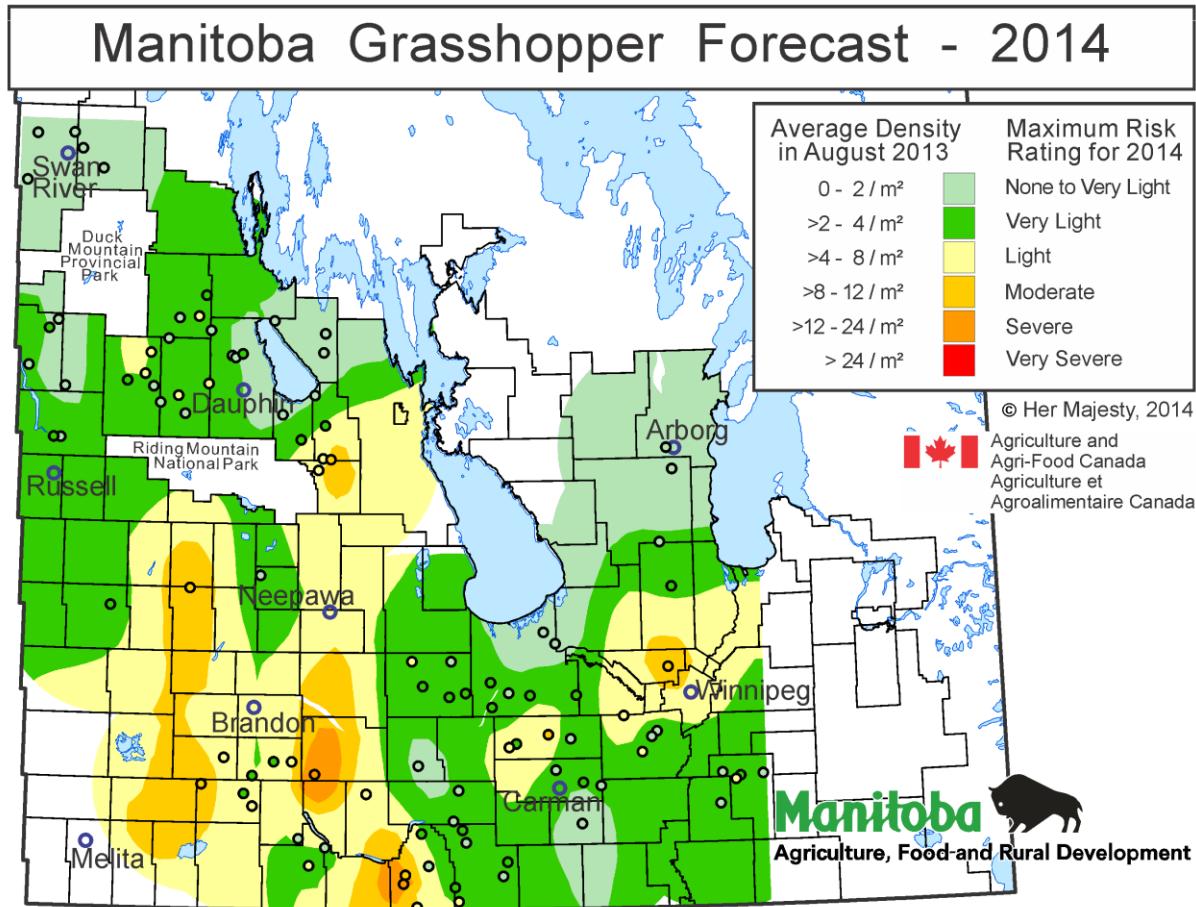 Manitoba Grasshopper Forecast - 2014
Average Density
in August 2013
Maximum Risk
Rating for 2014
0 - 2 / m²
None to Very Light
>2 - 4 / m²
Very Light
>4 - 8 / m²
Light
>8 - 12 / m²
Moderate
>12 - 24 / m²
Severe
> 24 / m²
Very Severe
© Her Majesty, 2014
Agriculture and
Agri-Food Canada
Agriculture et
Agroalimentaire Canada
Swan
River
Duck
Mountain
Provincial
Park
Dauphin
Arborg
Riding Mountain
National Park
Russell
Neepawa
Winnipeg
Brandon
Carman
Melita
Manitoba
Agriculture, Food and Rural Development